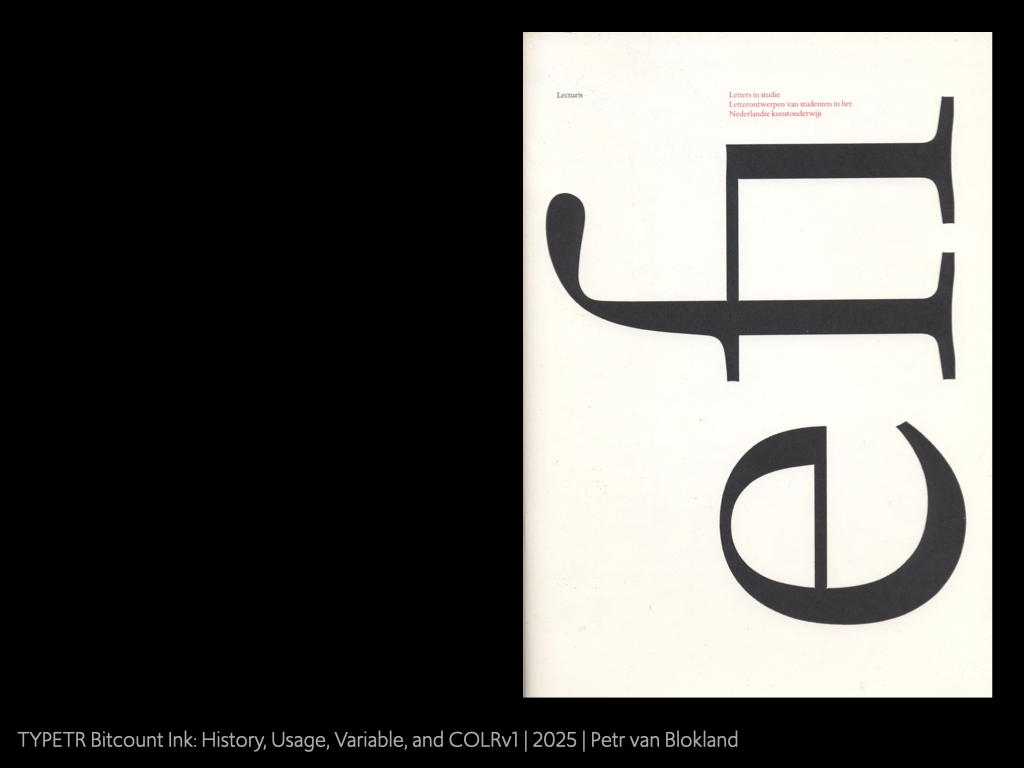 Lecturis
Letters in studie
Letterontwerpen van studenten in het
Nederlandse kunstonderwijs
efı
TYPETR Bitcount Ink: History, Usage, Variable, and COLRv1 | 2025 | Petr van Blokland